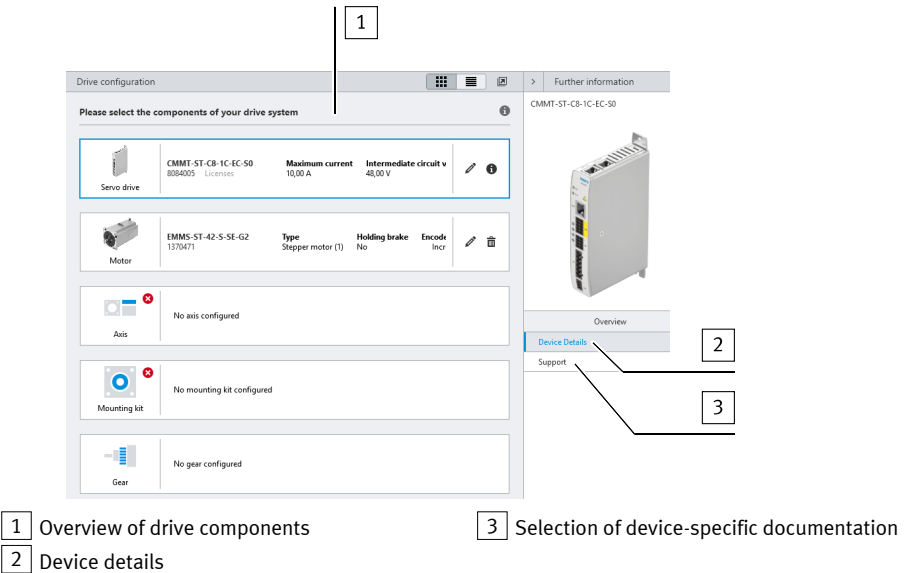 1
Drive configuration
Further information
Please select the components of your drive system
CMMT-ST-C8-1C-EC-S0
CMMT-ST-C8-1C-EC-S0 Maximum current Intermediate circuit v
8084005 Licenses 10,00 A 48,00 V
Servo drive
EMMS-ST-42-S-SE-G2 Type Holding brake Encode
1370471 Stepper motor (1) No Incr
Motor
No axis configured
Axis
Overview
Device Details
2
Support
No mounting kit configured
Mounting kit
3
No gear configured
Gear
1 Overview of drive components
2 Device details
3 Selection of device-specific documentation